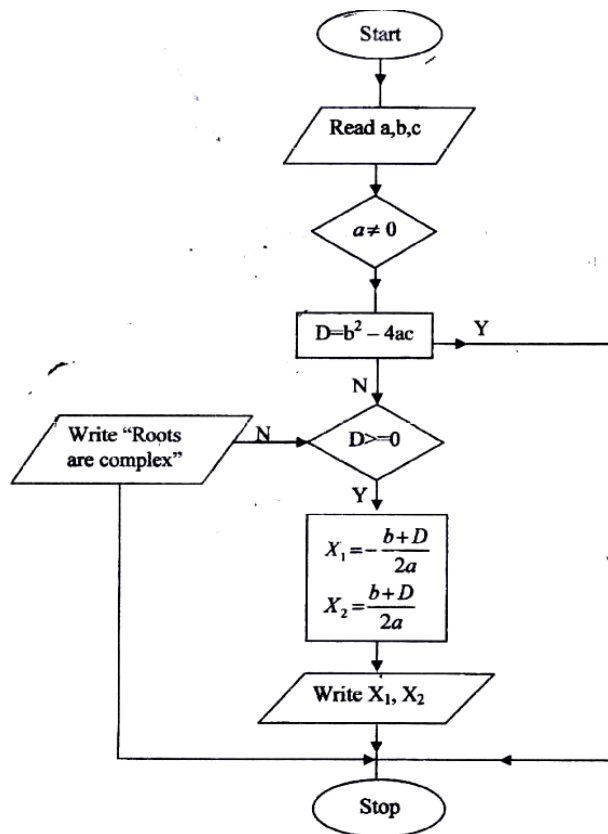 Start
Read a,b,c
a ≠ 0
D=b² – 4ac
Y
N
Write “Roots
are complex”
N
D>=0
Y
X₁=-(b+D)/2a
X₂=(b+D)/2a
Write X₁, X₂
Stop